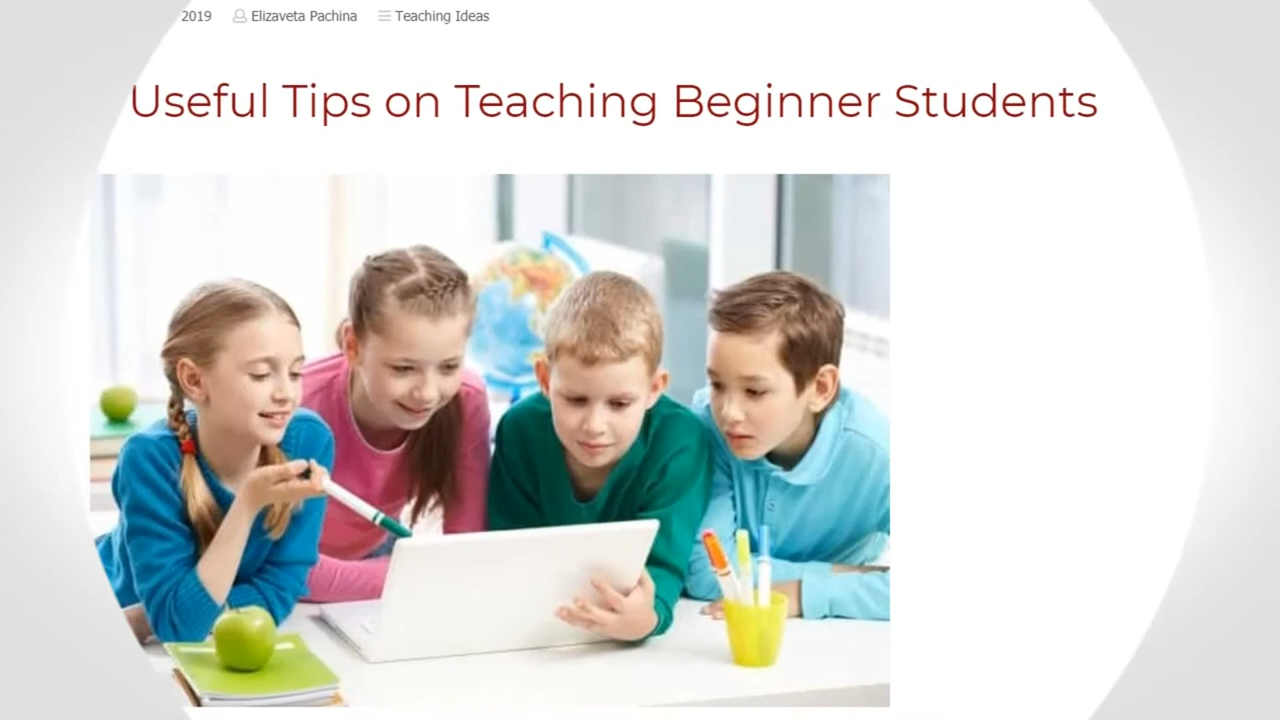 2019 Elizaveta Pachina Teaching Ideas
Useful Tips on Teaching Beginner Students